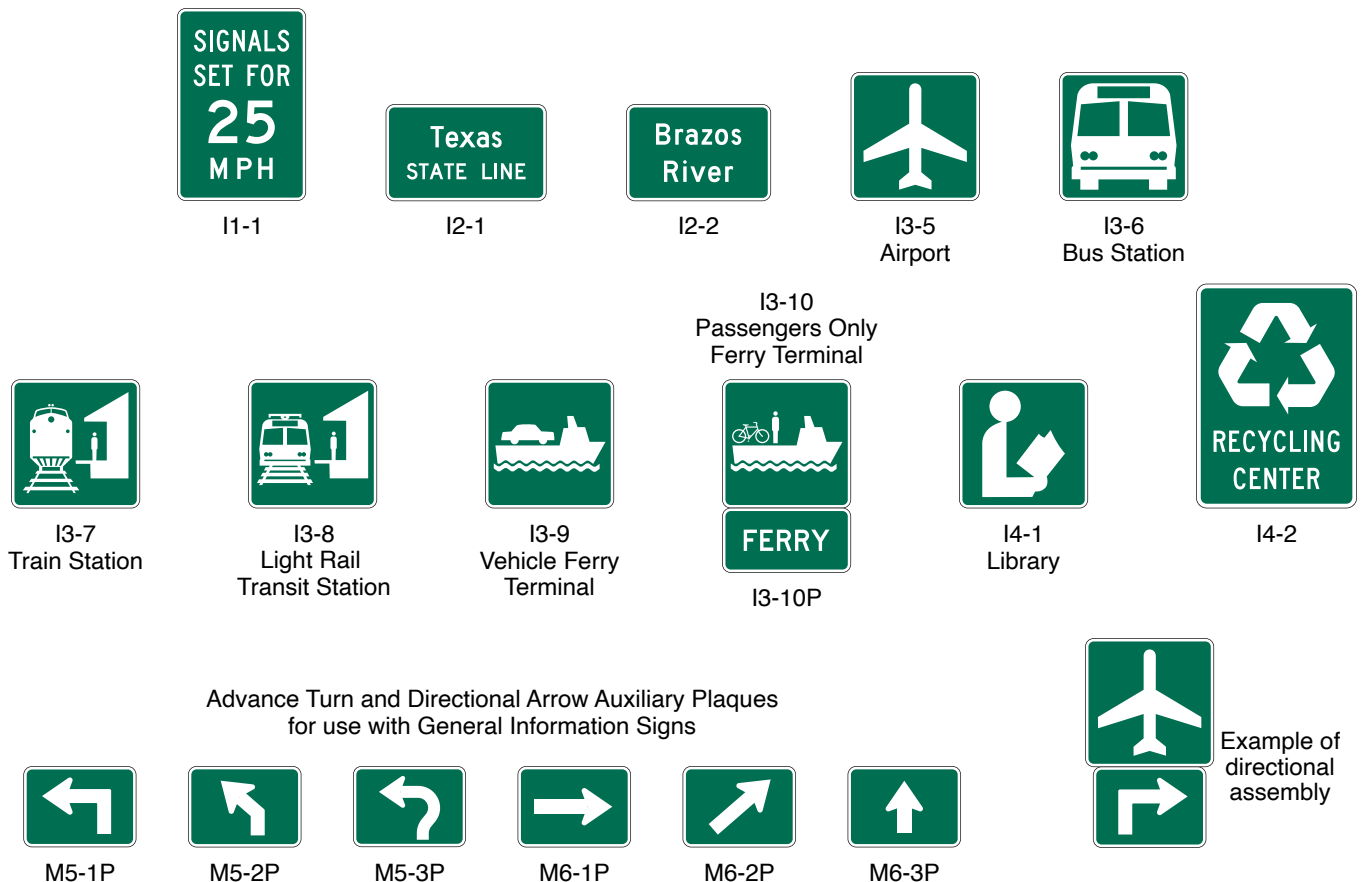 SIGNALS
SET FOR
25
MPH
I1-1
Texas
STATE LINE
I2-1
Brazos
River
I2-2
I3-5
Airport
I3-6
Bus Station
I3-7
Train Station
I3-8
Light Rail
Transit Station
I3-9
Vehicle Ferry
Terminal
I3-10
Passengers Only
Ferry Terminal
FERRY
I3-10P
I4-1
Library
RECYCLING
CENTER
I4-2
Advance Turn and Directional Arrow Auxiliary Plaques
for use with General Information Signs
M5-1P
M5-2P
M5-3P
M6-1P
M6-2P
M6-3P
Example of
directional
assembly